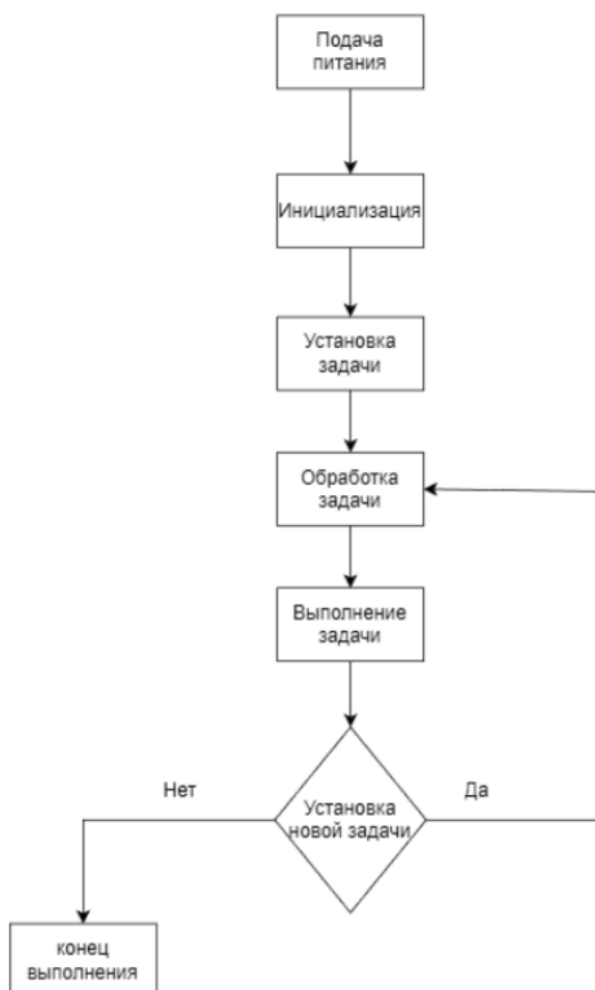 Подача
питания
Инициализация
Установка
задачи
Обработка
задачи
Выполнение
задачи
Нет
Да
Установка
новой задачи
конец
выполнения